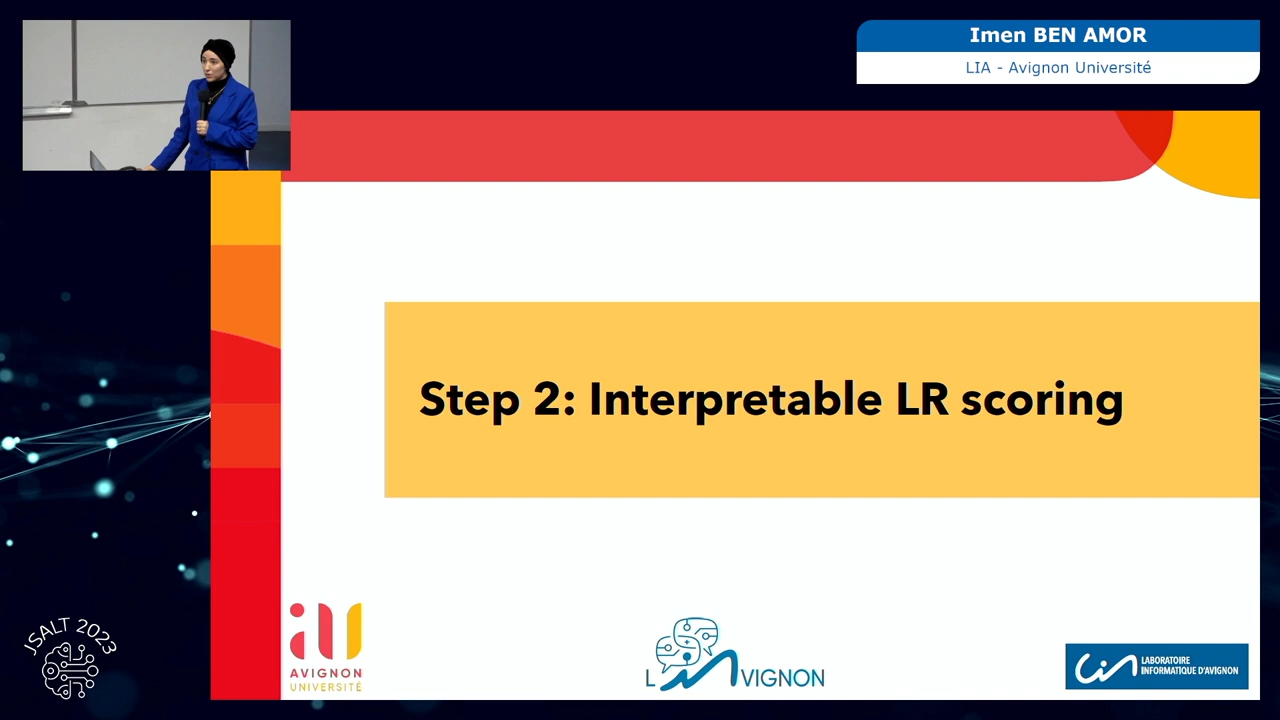 Imen BEN AMOR
LIA - Avignon Université
Step 2: Interpretable LR scoring
JSALT 2023
AVIGNON
UNIVERSITÉ
L VIGNON
LABORATOIRE
INFORMATIQUE D'AVIGNON